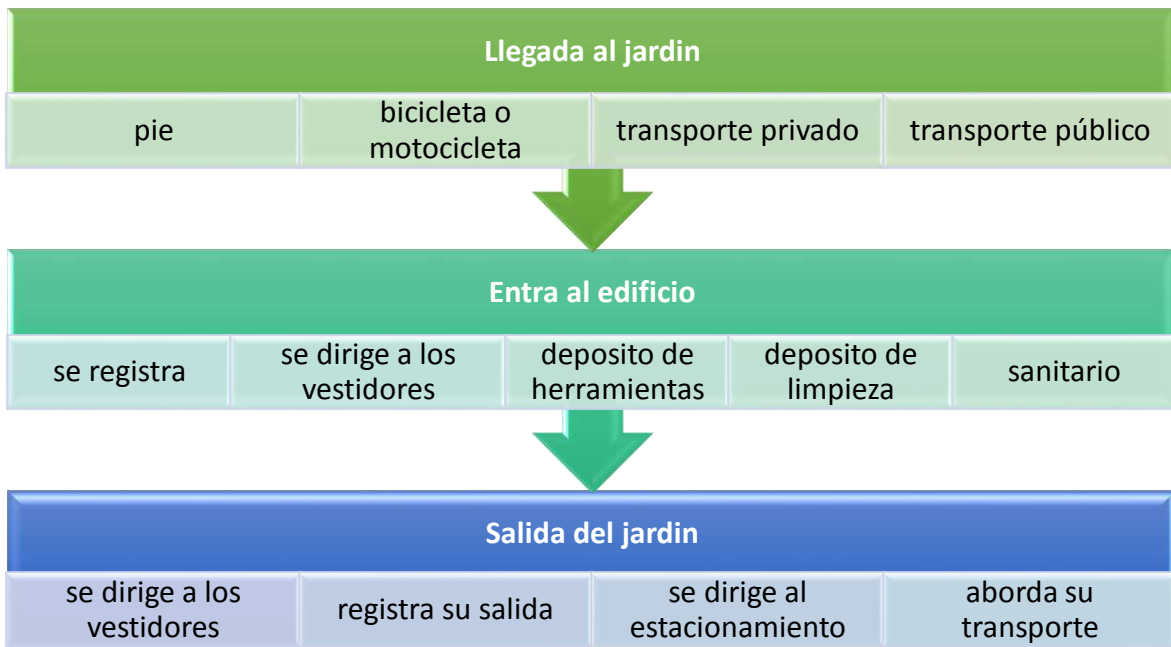 Llegada al jardin
pie
bicicleta o
motocicleta
transporte privado
transporte público
Entra al edificio
se registra
se dirige a los
vestidores
deposito de
herramientas
deposito de
limpieza
sanitario
Salida del jardin
se dirige a los
vestidores
registra su salida
se dirige al
estacionamiento
aborda su
transporte